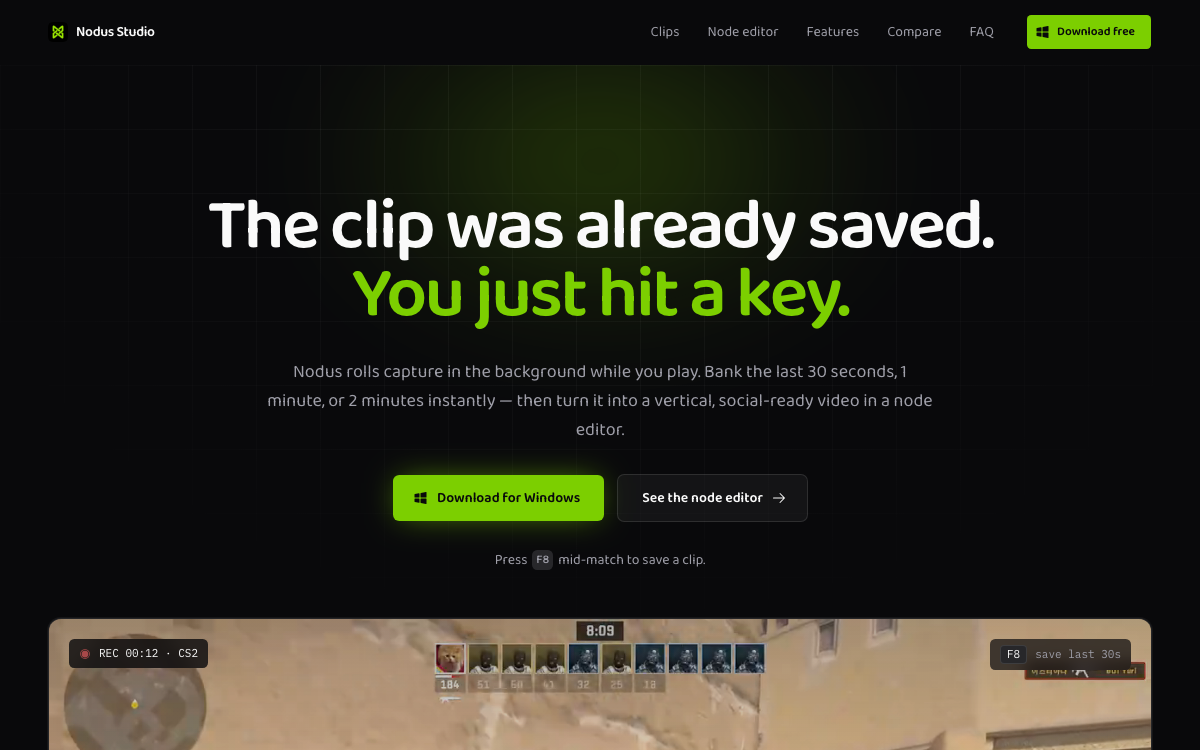 Nodus Studio
Clips
Node editor
Features
Compare
FAQ
Download free
The clip was already saved.
You just hit a key.
Nodus rolls capture in the background while you play. Bank the last 30 seconds, 1
minute, or 2 minutes instantly — then turn it into a vertical, social-ready video in a node
editor.
Download for Windows
See the node editor
Press F8 mid-match to save a clip.
REC 00:12 · CS2
8:09
F8 save last 30s
184 51 50 41 32 25 18